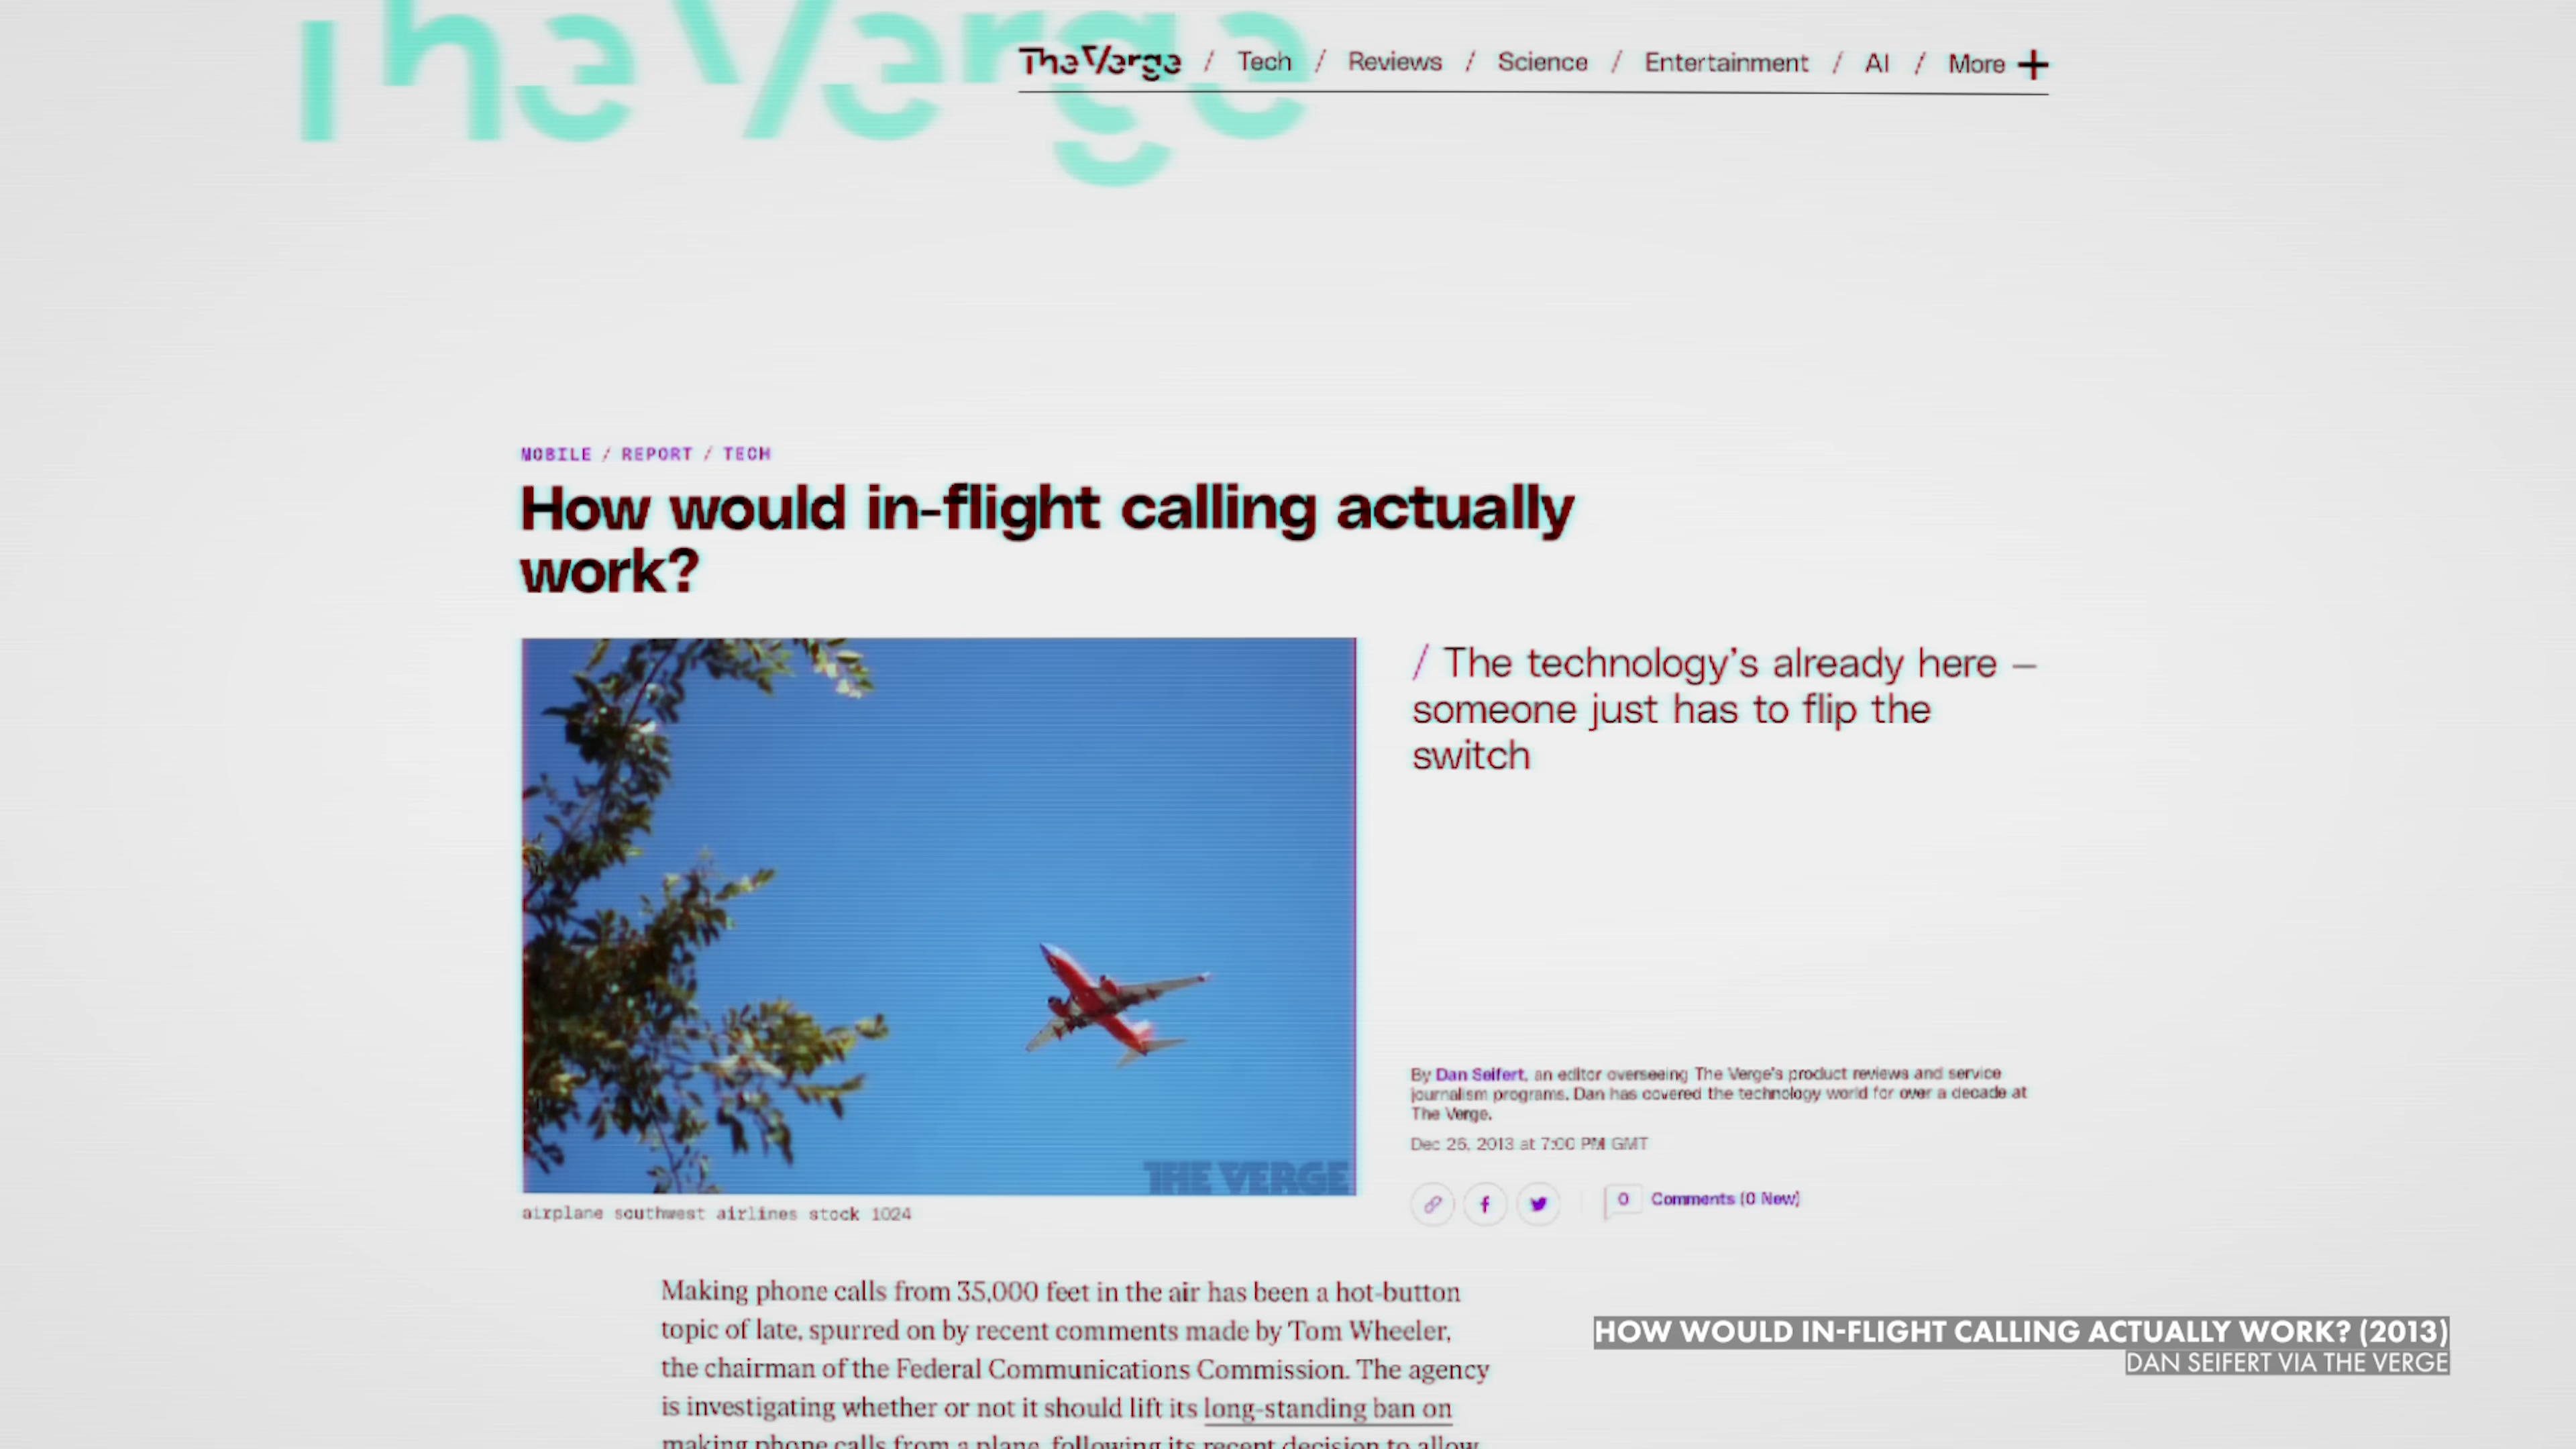 The Verge
The Verge / Tech / Reviews / Science / Entertainment / AI / More +
MOBILE / REPORT / TECH
How would in-flight calling actually
work?
/ The technology's already here –
someone just has to flip the
switch
By Dan Seifert, an editor overseeing The Verge's product reviews and service
journalism programs. Dan has covered the technology world for over a decade at
The Verge.
Dec 26, 2013 at 7:00 PM GMT
0 Comments (0 New)
THE VERGE
airplane southwest airlines stock 1024
Making phone calls from 35,000 feet in the air has been a hot-button
topic of late, spurred on by recent comments made by Tom Wheeler,
the chairman of the Federal Communications Commission. The agency
is investigating whether or not it should lift its long-standing ban on
making phone calls from a plane, following its recent decision to allow
HOW WOULD IN-FLIGHT CALLING ACTUALLY WORK? (2013)
DAN SEIFERT VIA THE VERGE